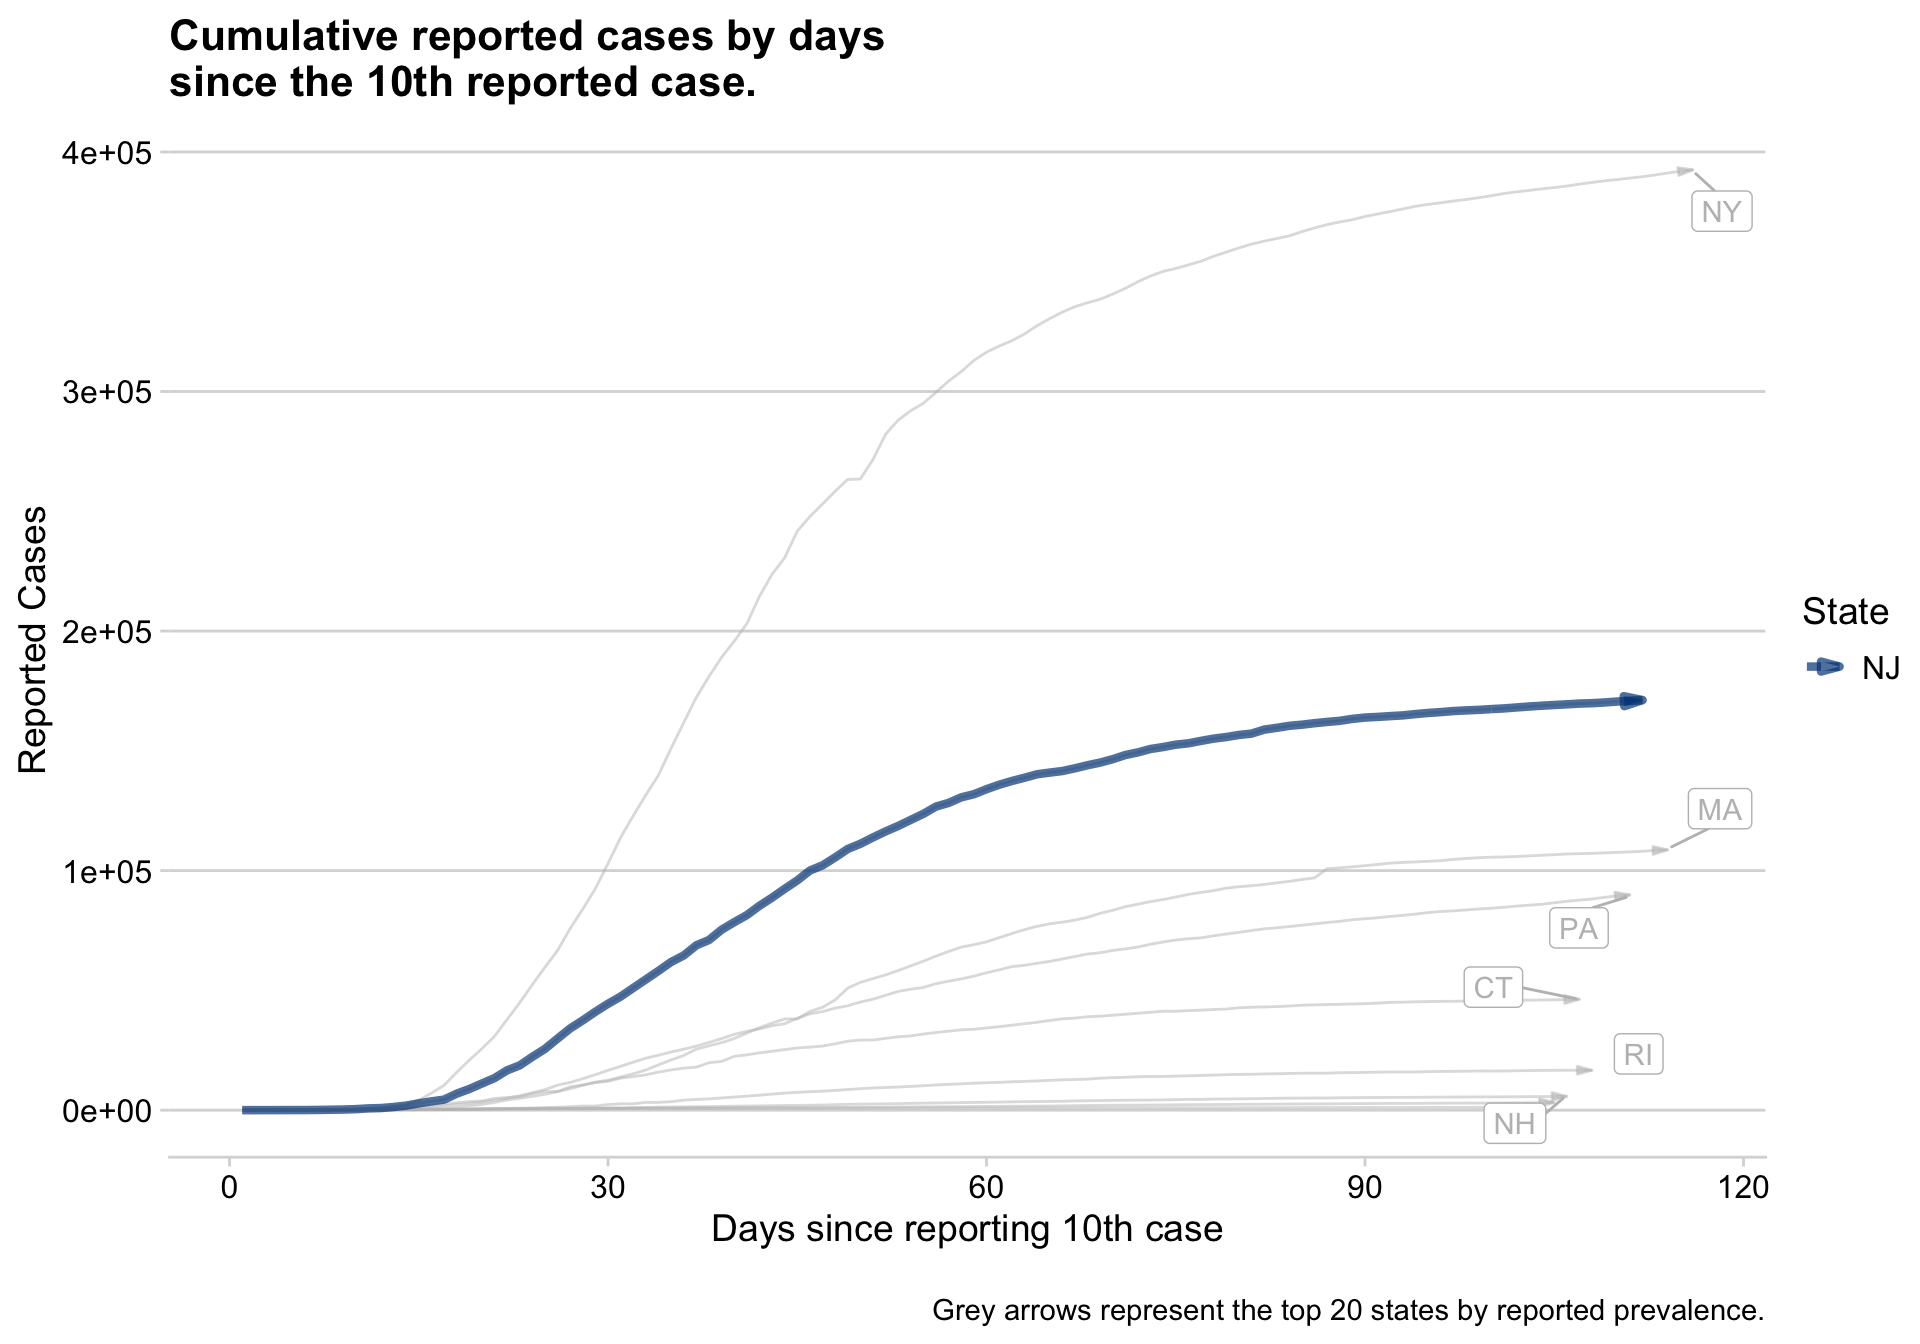 Cumulative reported cases by days
since the 10th reported case.
4e+05
3e+05
2e+05
1e+05
0e+00
Reported Cases
NY
MA
PA
CT
RI
NH
State
NJ
0
30
60
90
120
Days since reporting 10th case
Grey arrows represent the top 20 states by reported prevalence.